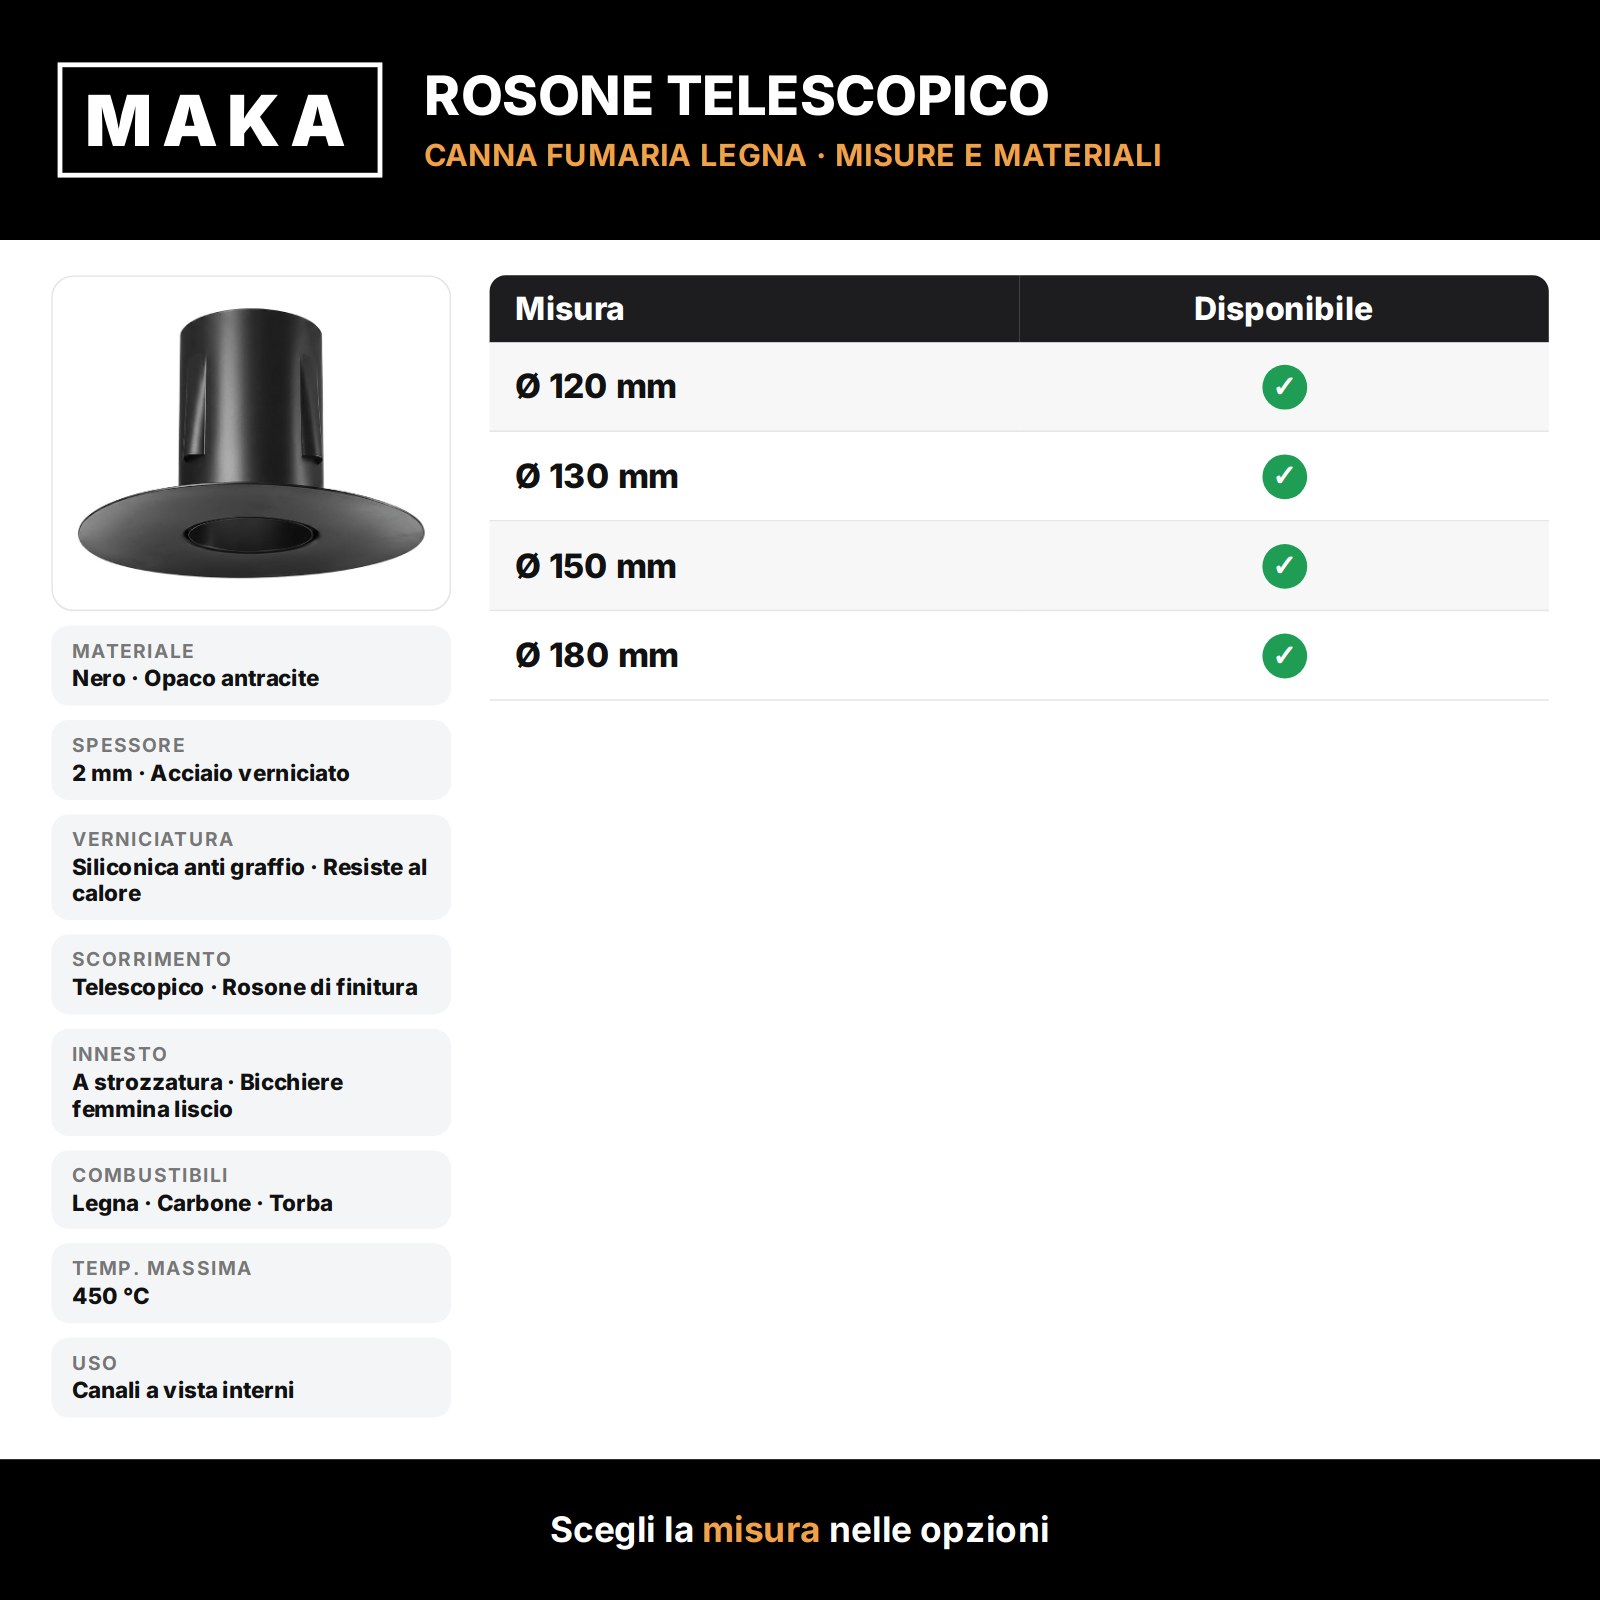 MAKA
ROSONE TELESCOPICO
CANNA FUMARIA LEGNA · MISURE E MATERIALI
Misura Disponibile
Ø 120 mm ✓
Ø 130 mm ✓
Ø 150 mm ✓
Ø 180 mm ✓
MATERIALE
Nero · Opaco antracite
SPESSORE
2 mm · Acciaio verniciato
VERNICIATURA
Siliconica anti graffio · Resiste al
calore
SCORRIMENTO
Telescopico · Rosone di finitura
INNESTO
A strozzatura · Bicchiere
femmina liscio
COMBUSTIBILI
Legna · Carbone · Torba
TEMP. MASSIMA
450 °C
USO
Canali a vista interni
Scegli la misura nelle opzioni